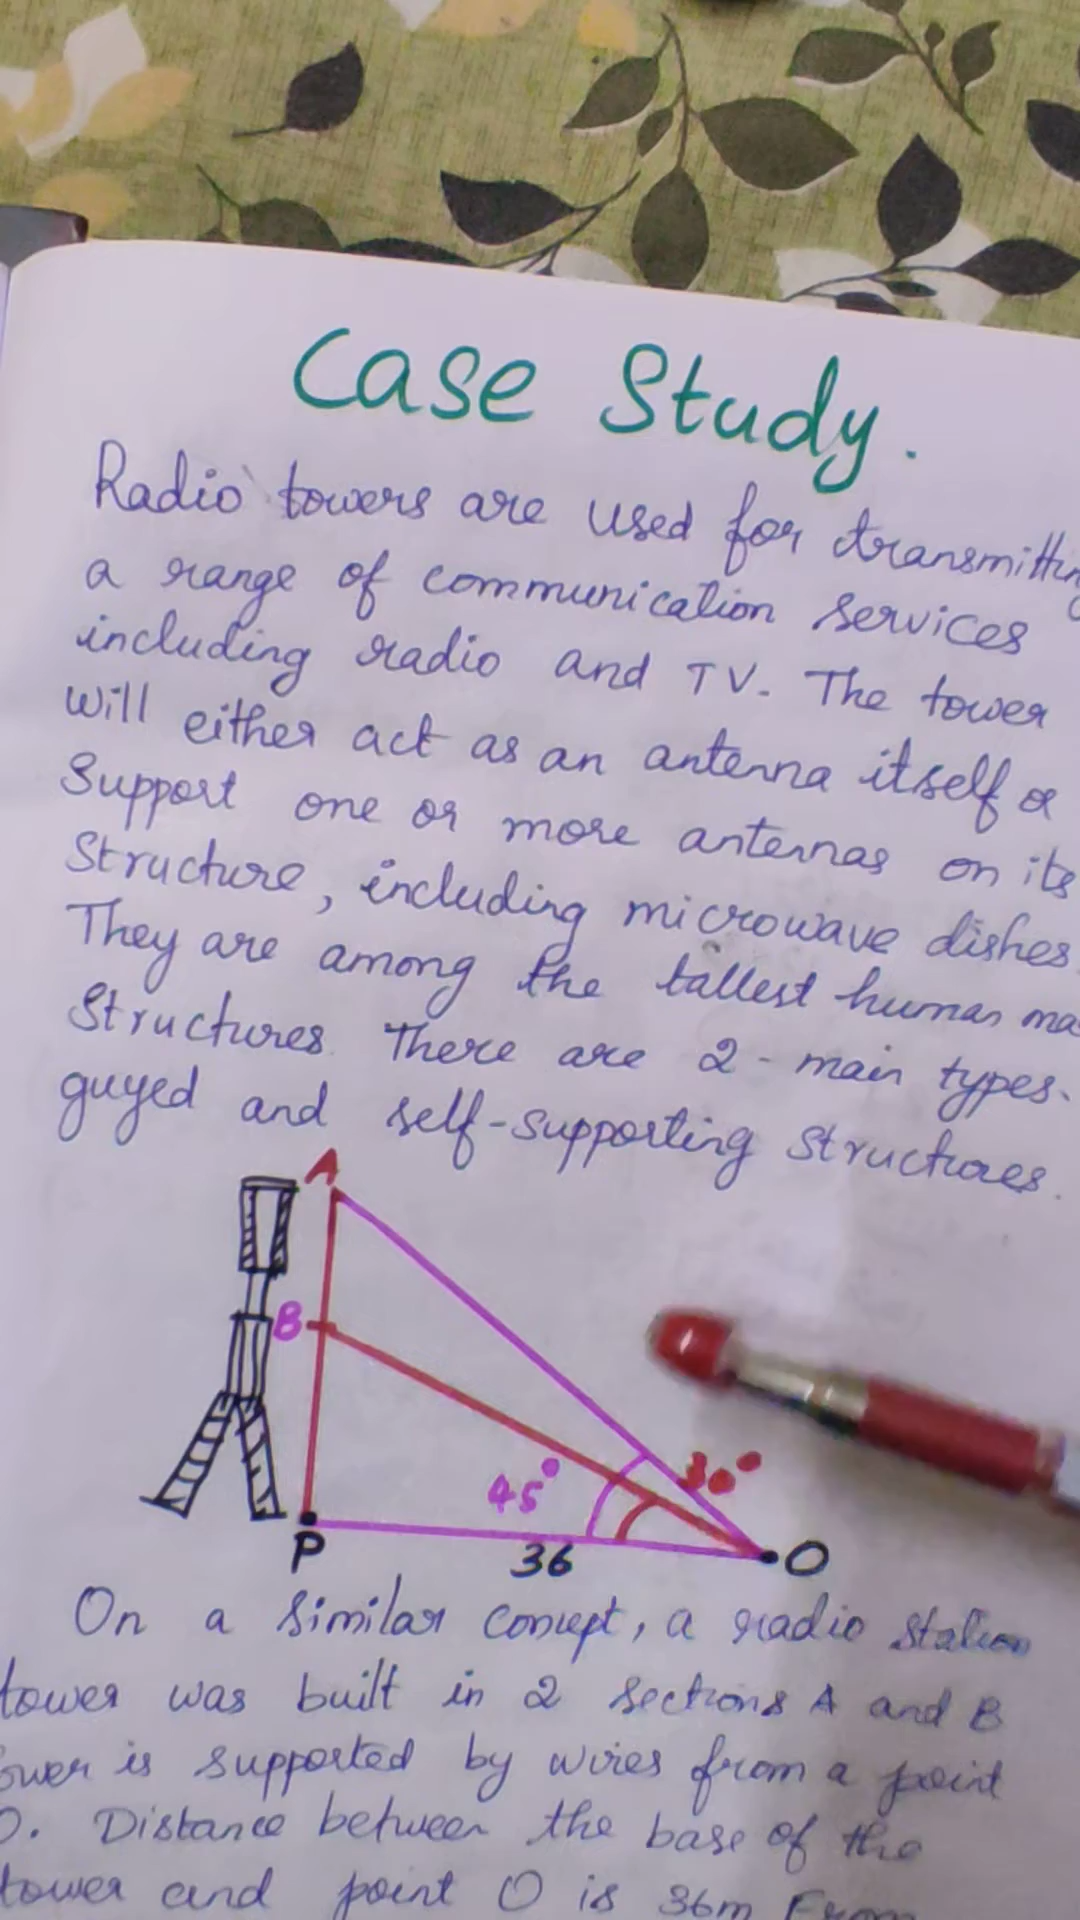 Case Study.
Radio towers are used for transmitting
a range of communication services
including radio and TV. The tower
will either act as an antenna itself or
Support one or more antennas on its
Structure, including microwave dishes.
They are among the tallest human ma
Structures. There are 2-main types.
guyed and self-supporting structures.
A
B
45°
30°
P
36
O
On a similar concept, a radio station
tower was built in 2 sections A and B
ower is supported by wires from a point
O. Distance between the base of the
tower and point O is 36m From